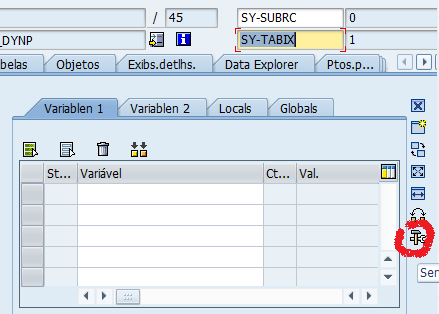 / 45 SY-SUBRC 0
_DYNP SY-TABIX 1
belas Objetos Exibs.detlhs. Data Explorer Ptos.p...
Variablen 1 Variablen 2 Locals Globals
St... Variável Ct... Val.
Ser